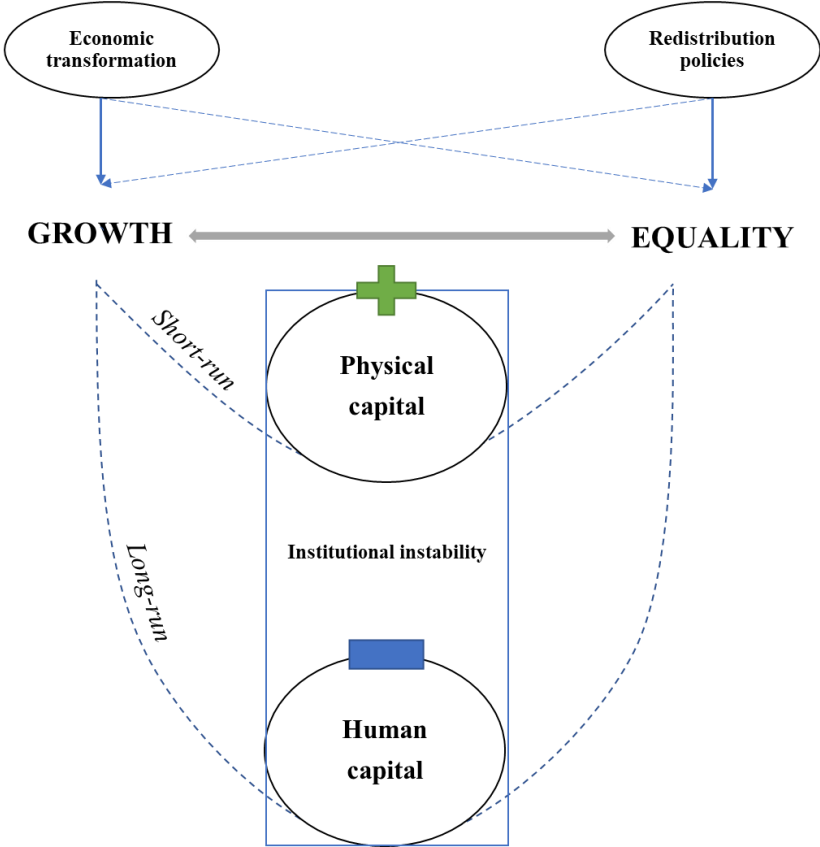 Economic
transformation
Redistribution
policies
GROWTH
EQUALITY
Short-run
Physical
capital
Institutional instability
Long-run
Human
capital